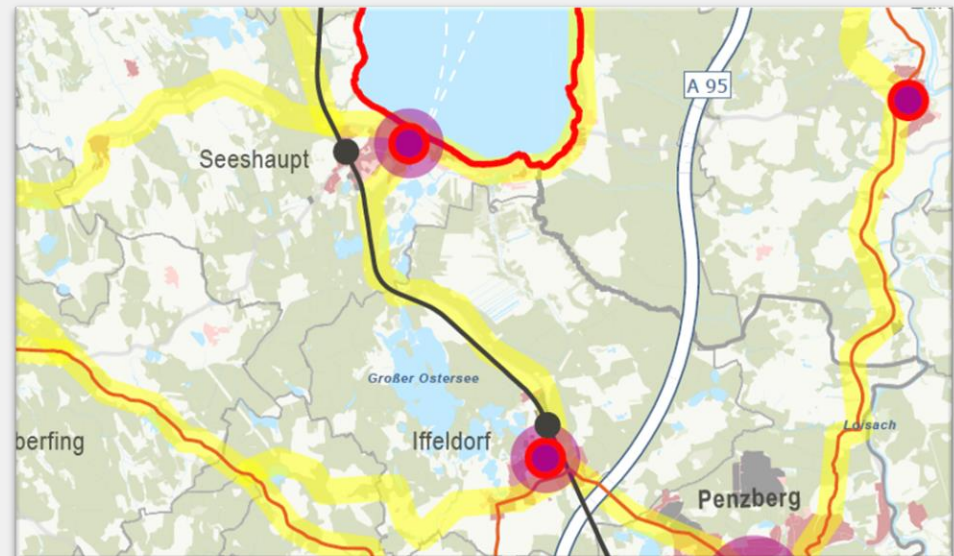 A 95
Seeshaupt
Großer Ostersee
berfing
Iffeldorf
Loisach
Penzberg